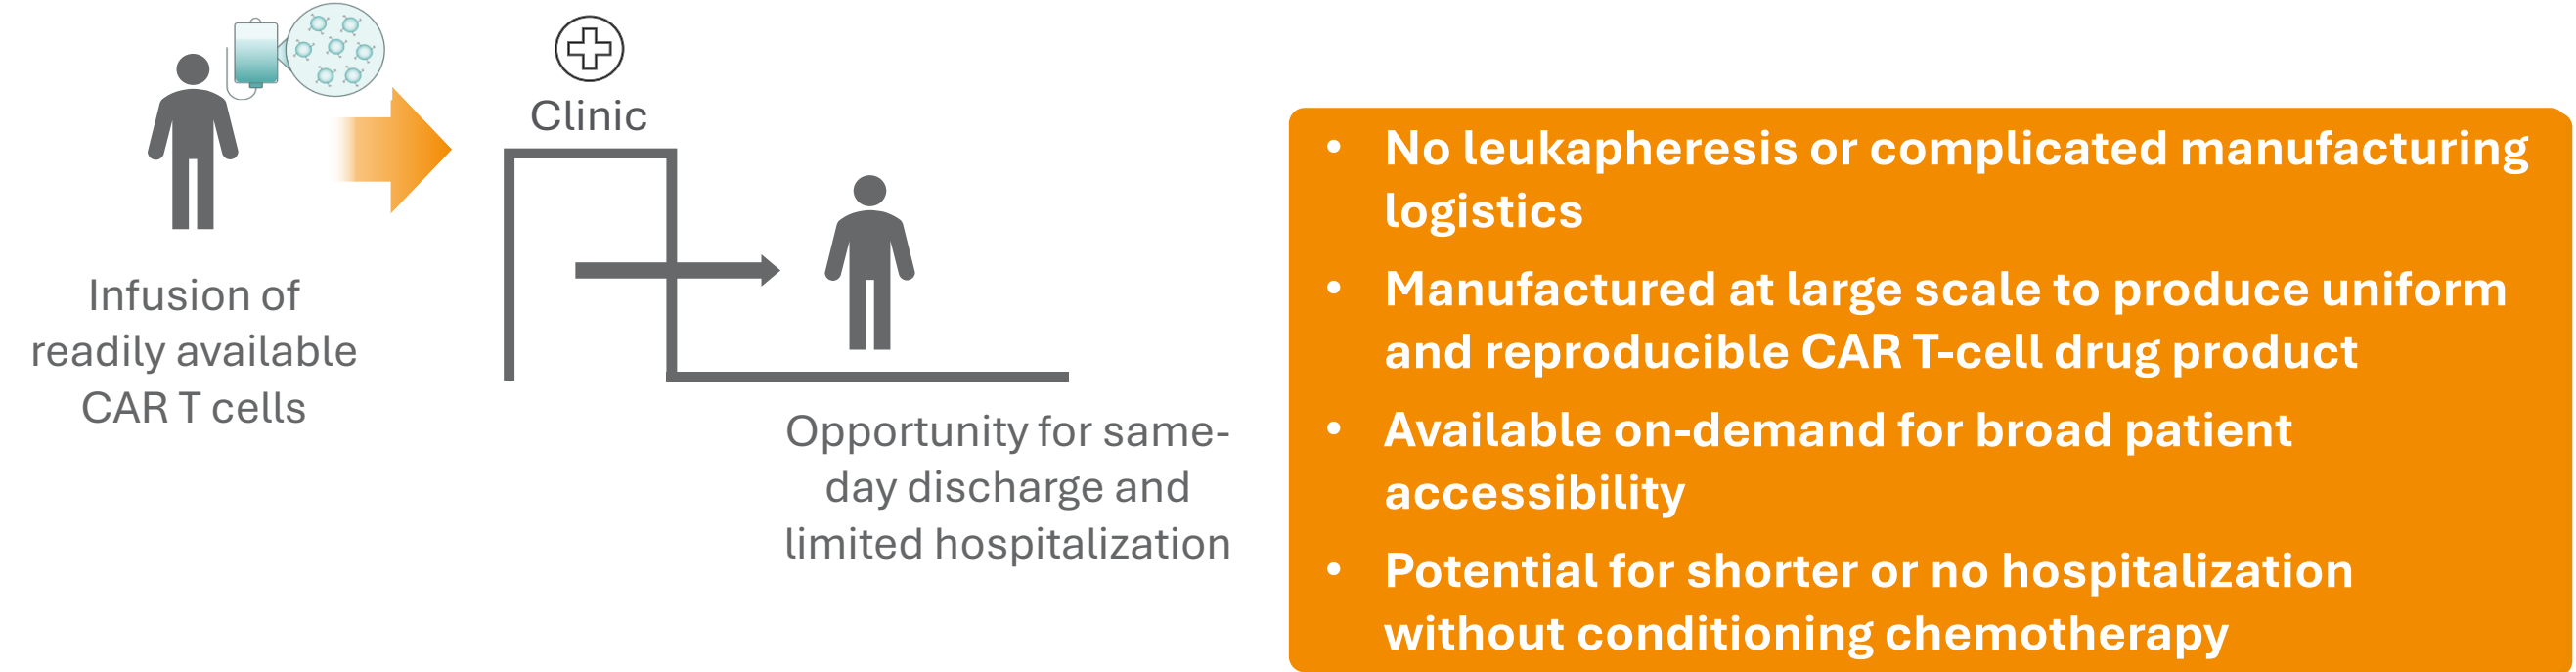 Clinic
Infusion of
readily available
CAR T cells
Opportunity for same-
day discharge and
limited hospitalization
• No leukapheresis or complicated manufacturing
logistics
• Manufactured at large scale to produce uniform
and reproducible CAR T-cell drug product
• Available on-demand for broad patient
accessibility
• Potential for shorter or no hospitalization
without conditioning chemotherapy